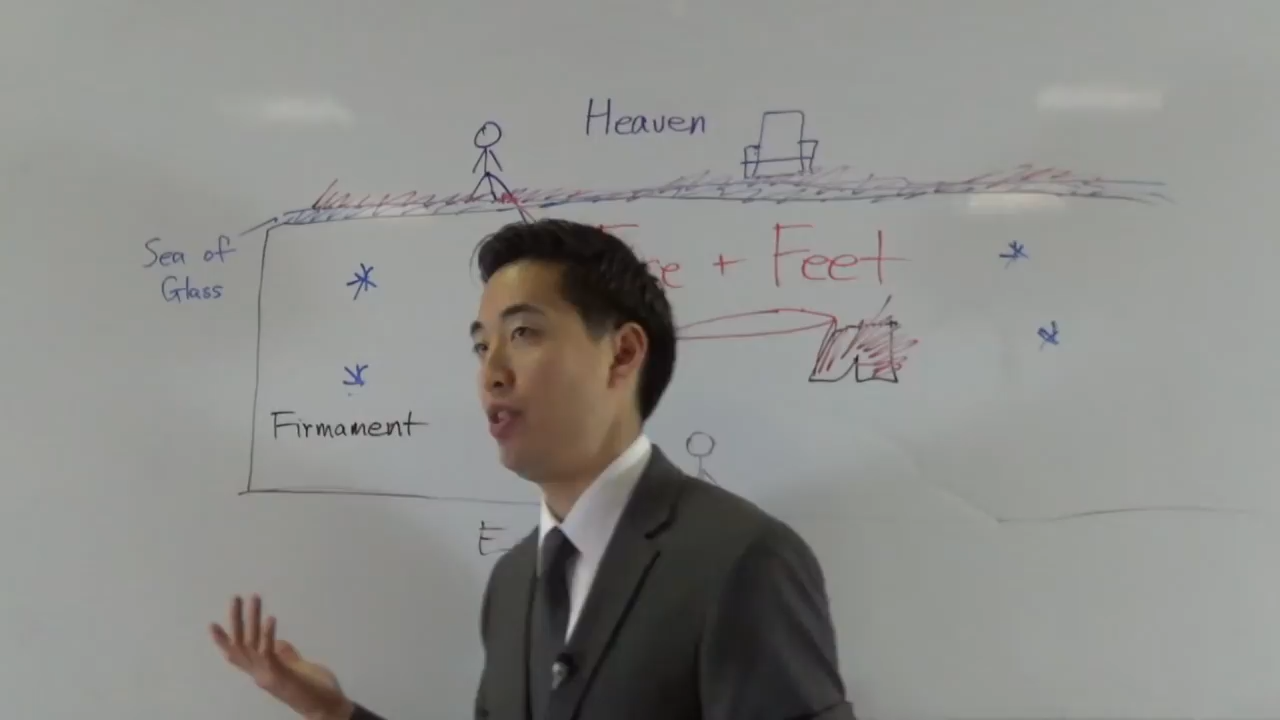 Heaven
Sea of
Glass
+ Feet
Firmament